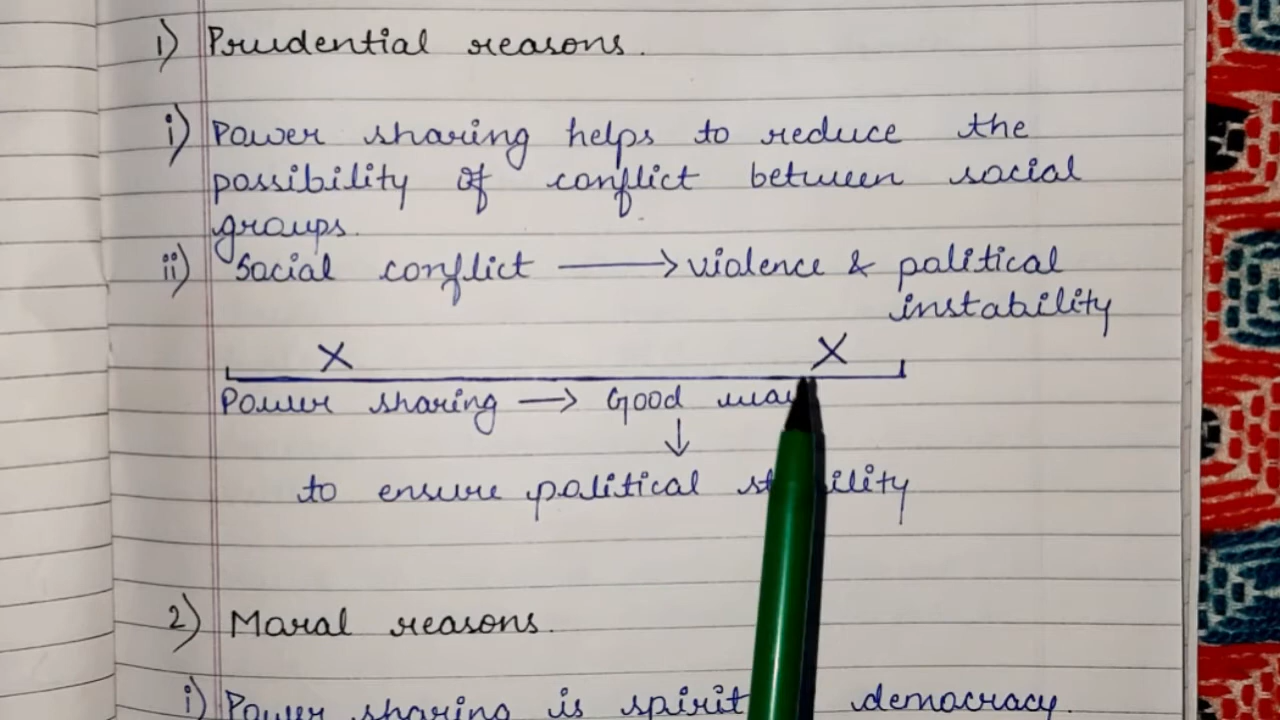 1) Prudential reasons.
i) Power sharing helps to reduce the
possibility of conflict between social
groups.
ii) Social conflict → violence & political
instability
X X
Power sharing → Good
↓
to ensure political
2) Moral reasons.
i) Power sharing is spirit democracy.